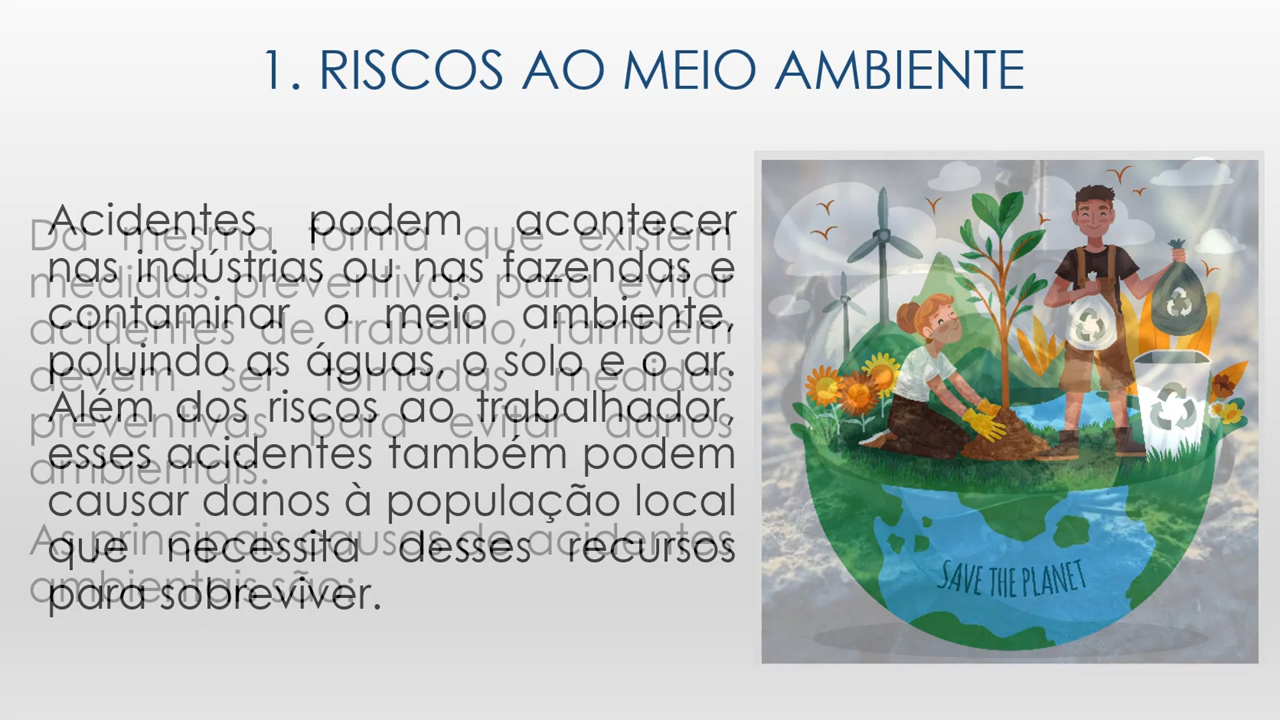 1. RISCOS AO MEIO AMBIENTE
Acidentes podem acontecer
nas indústrias ou nas fazendas e
contaminar o meio ambiente,
poluindo as águas, o solo e o ar.
Além dos riscos ao trabalhador,
esses acidentes também podem
causar danos à população local
que necessita desses recursos
para sobreviver.
Da mesma forma que existem
medidas preventivas para evitar
acidentes de trabalho, também
devem ser tomadas medidas
preventivas para evitar danos
ambientais.
As principais causas de acidentes
ambientais são:
SAVE THE PLANET